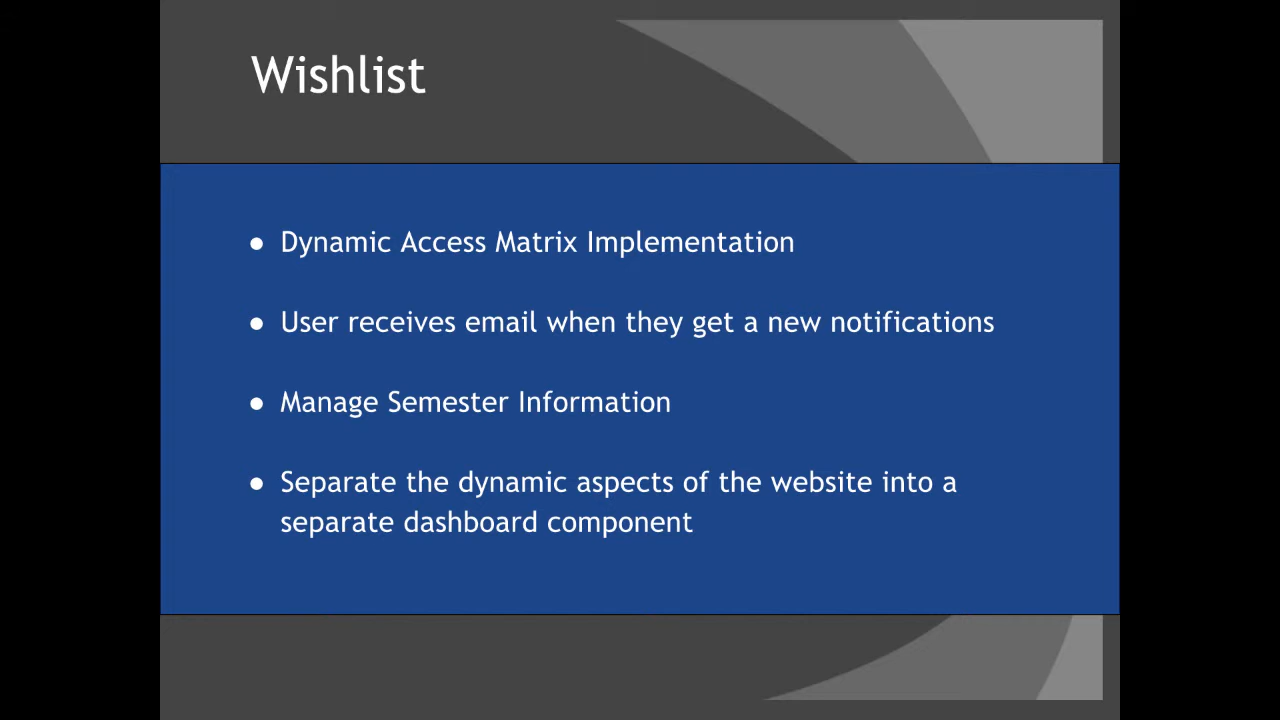 Wishlist
● Dynamic Access Matrix Implementation
● User receives email when they get a new notifications
● Manage Semester Information
● Separate the dynamic aspects of the website into a
separate dashboard component